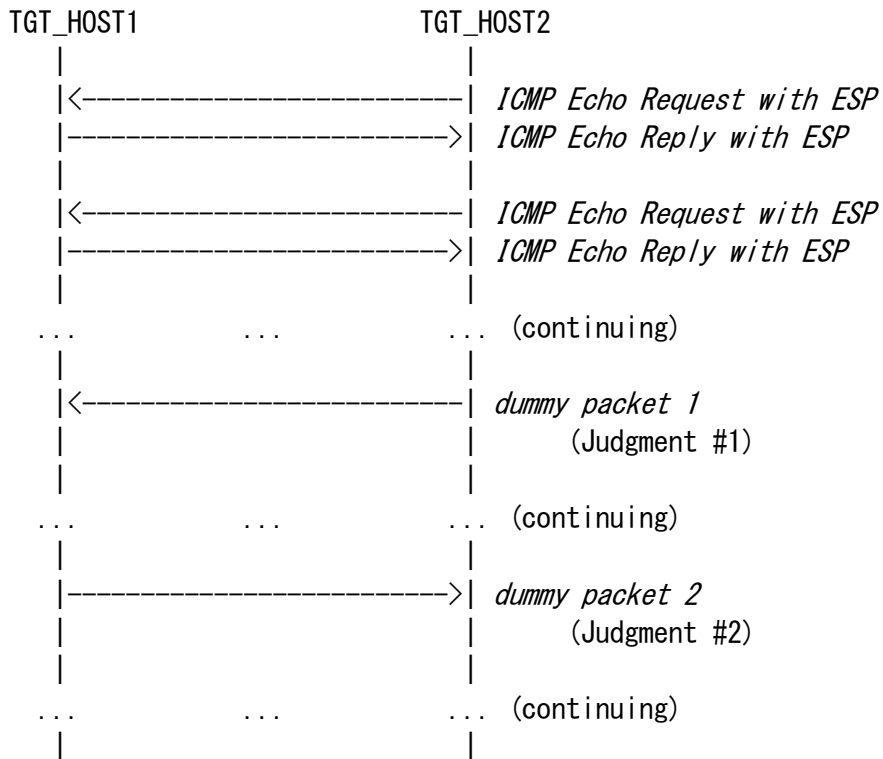 TGT_HOST1 TGT_HOST2
| |
|<--------------------------| ICMP Echo Request with ESP
|-------------------------->| ICMP Echo Reply with ESP
| |
|<--------------------------| ICMP Echo Request with ESP
|-------------------------->| ICMP Echo Reply with ESP
| |
... ... ... (continuing)
| |
|<--------------------------| dummy packet 1
| | (Judgment #1)
| |
... ... ... (continuing)
| |
|-------------------------->| dummy packet 2
| | (Judgment #2)
| |
... ... ... (continuing)
| |